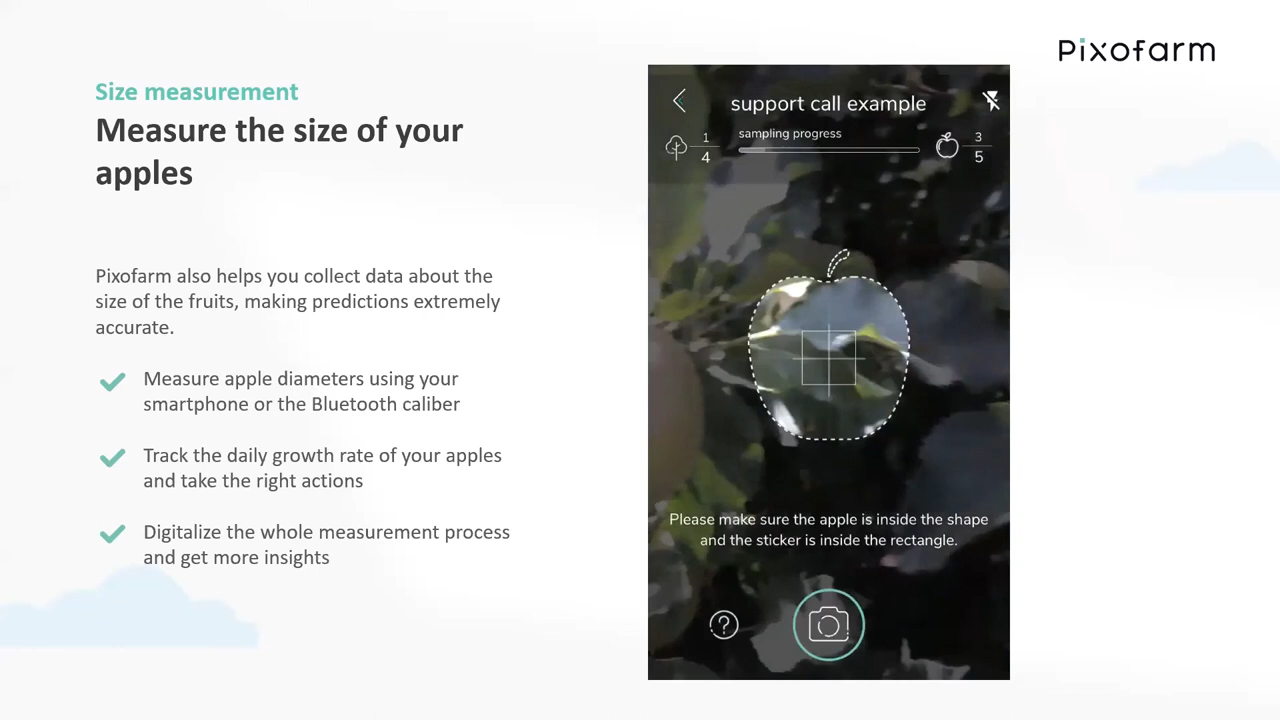 Pixofarm
Size measurement
Measure the size of your
apples
Pixofarm also helps you collect data about the
size of the fruits, making predictions extremely
accurate.
Measure apple diameters using your
smartphone or the Bluetooth caliber
Track the daily growth rate of your apples
and take the right actions
Digitalize the whole measurement process
and get more insights
support call example
sampling progress
1
4
3
5
Please make sure the apple is inside the shape
and the sticker is inside the rectangle.
?